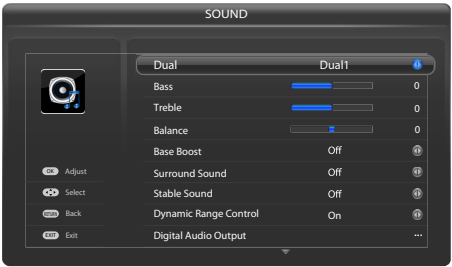 SOUND
Dual Dual1
Bass 0
Treble 0
Balance 0
Base Boost Off
Surround Sound Off
Stable Sound Off
Dynamic Range Control On
Digital Audio Output ...
OK Adjust
Select
RETURN Back
EXIT Exit